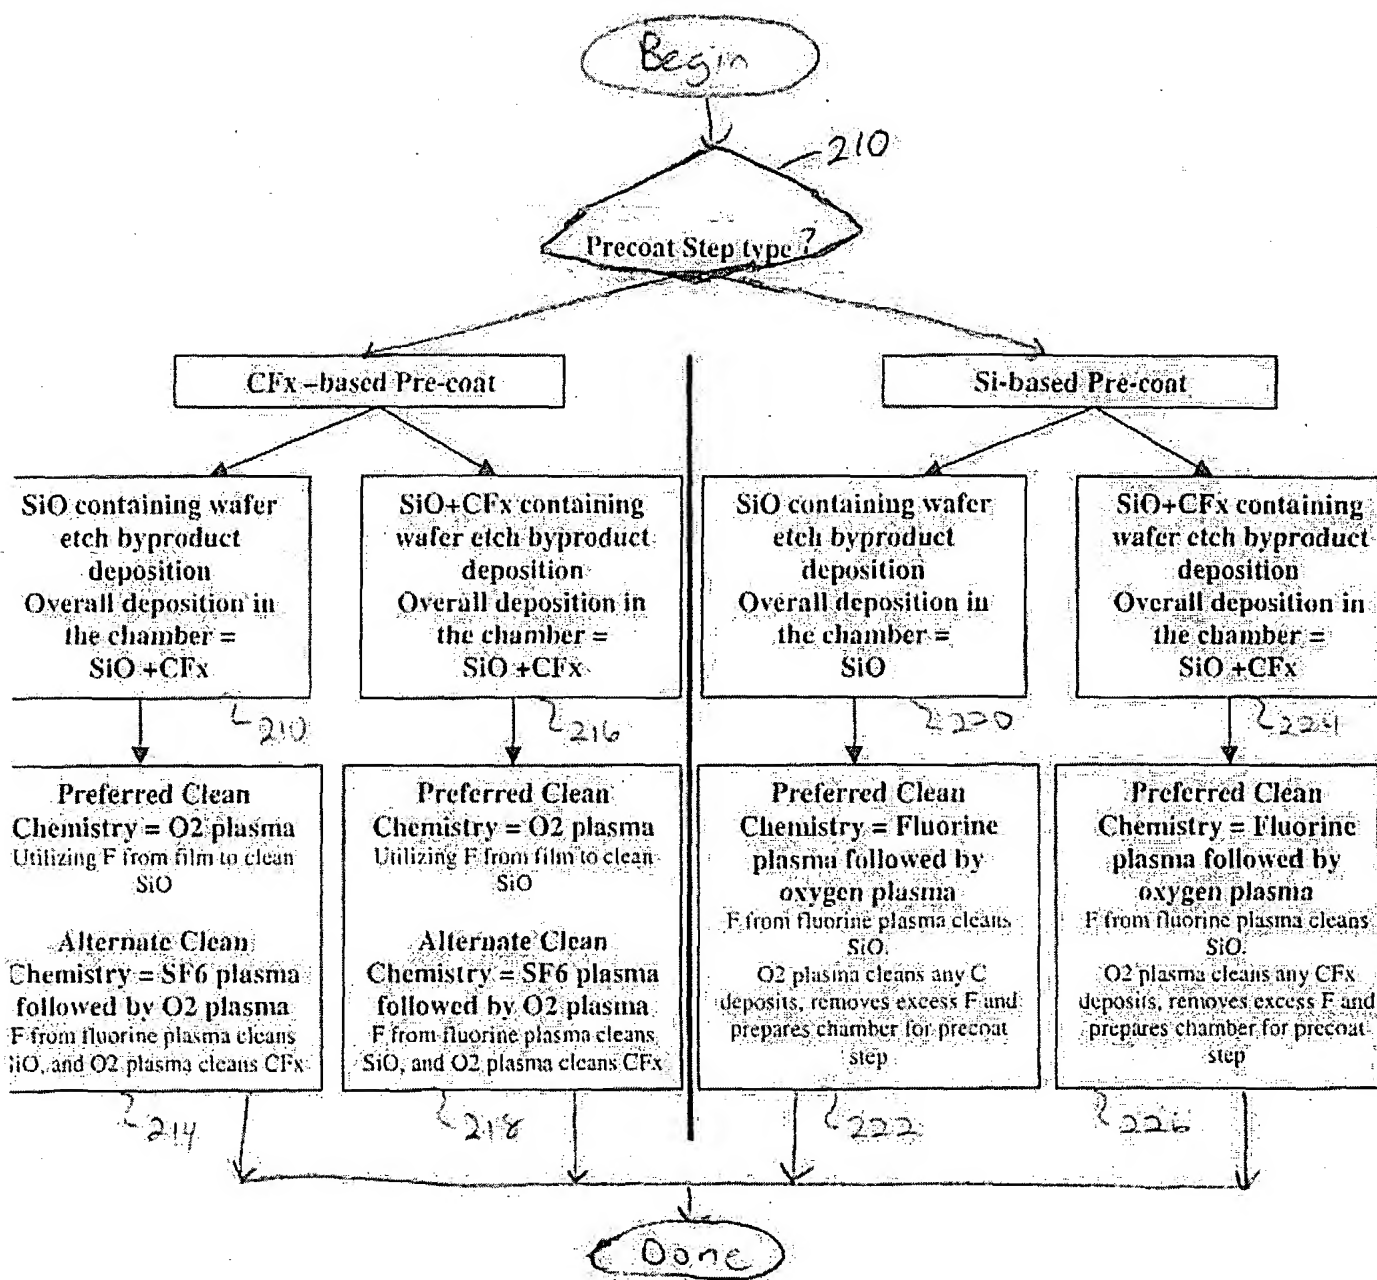 Begin
210
Precoat Step type ?
CFx –based Pre-coat
Si-based Pre-coat
SiO containing wafer
etch byproduct
deposition
Overall deposition in
the chamber =
SiO +CFx
210
SiO+CFx containing
wafer etch byproduct
deposition
Overall deposition in
the chamber =
SiO +CFx
216
SiO containing wafer
etch byproduct
deposition
Overall deposition in
the chamber =
SiO
220
SiO+CFx containing
wafer etch byproduct
deposition
Overall deposition in
the chamber =
SiO +CFx
224
Preferred Clean
Chemistry = O2 plasma
Utilizing F from film to clean
SiO
Alternate Clean
Chemistry = SF6 plasma
followed by O2 plasma
F from fluorine plasma cleans
SiO, and O2 plasma cleans CFx
214
Preferred Clean
Chemistry = O2 plasma
Utilizing F from film to clean
SiO
Alternate Clean
Chemistry = SF6 plasma
followed by O2 plasma
F from fluorine plasma cleans
SiO, and O2 plasma cleans CFx
218
Preferred Clean
Chemistry = Fluorine
plasma followed by
oxygen plasma
F from fluorine plasma cleans
SiO.
O2 plasma cleans any C
deposits, removes excess F and
prepares chamber for precoat
step
222
Preferred Clean
Chemistry = Fluorine
plasma followed by
oxygen plasma
F from fluorine plasma cleans
SiO.
O2 plasma cleans any CFx
deposits, removes excess F and
prepares chamber for precoat
step
226
Done